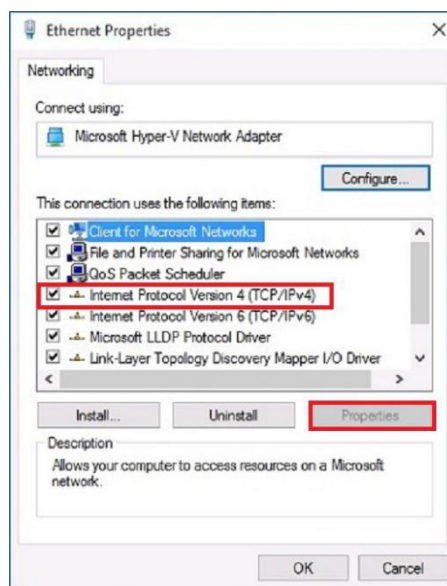 Ethernet Properties
Networking
Connect using:
Microsoft Hyper-V Network Adapter
Configure...
This connection uses the following items:
Client for Microsoft Networks
File and Printer Sharing for Microsoft Networks
QoS Packet Scheduler
Internet Protocol Version 4 (TCP/IPv4)
Internet Protocol Version 6 (TCP/IPv6)
Microsoft LLDP Protocol Driver
Link-Layer Topology Discovery Mapper I/O Driver
Install... Uninstall Properties
Description
Allows your computer to access resources on a Microsoft
network.
OK Cancel